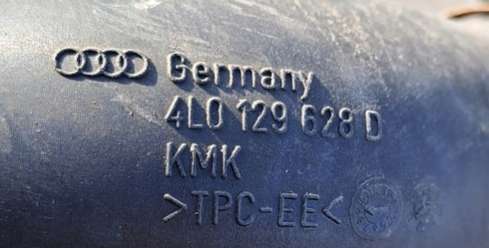 Germany
4L0 129 628 D
KMK
>TPC-EE<